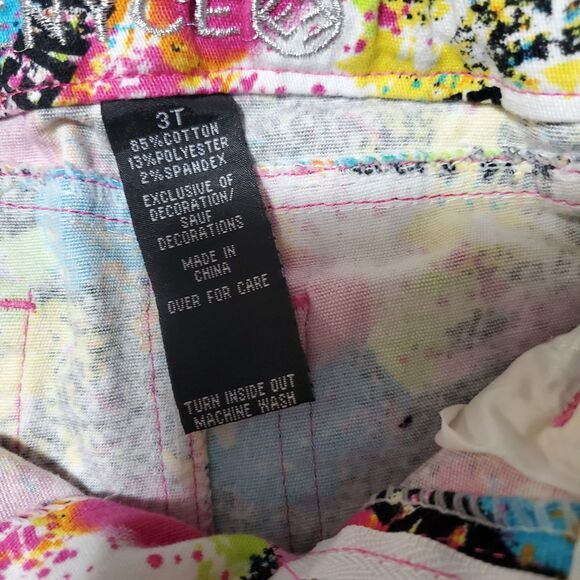 NYCE
3T
85% COTTON
13% POLYESTER
2% SPANDEX
EXCLUSIVE OF
DECORATION/
SAUF
DECORATIONS
MADE IN
CHINA
OVER FOR CARE
TURN INSIDE OUT
MACHINE WASH